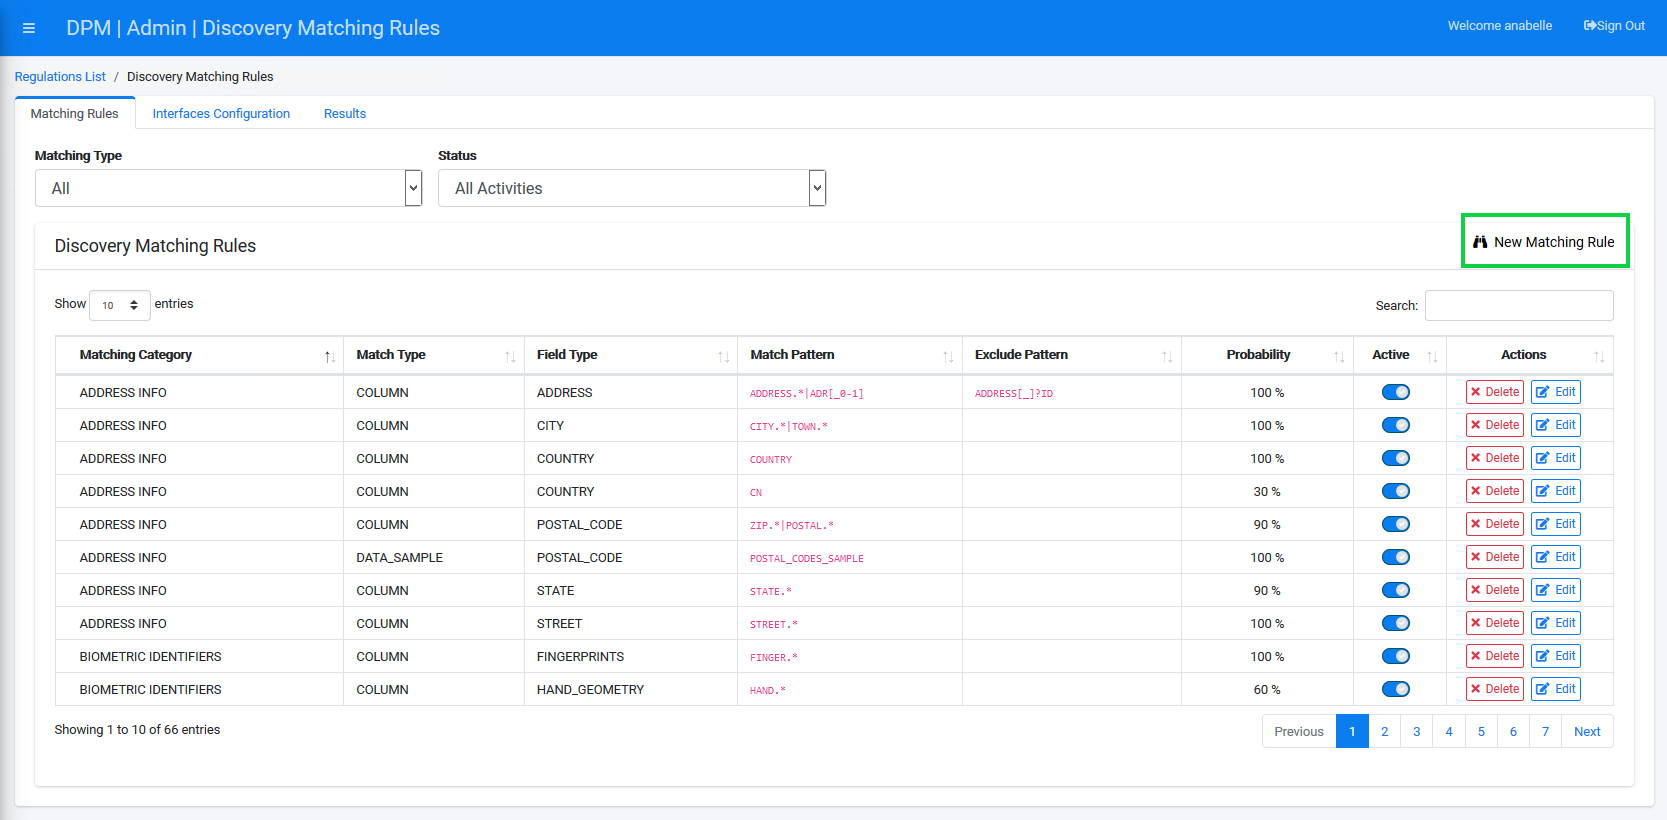 DPM | Admin | Discovery Matching Rules
Welcome anabelle
Sign Out
Regulations List / Discovery Matching Rules
Matching Rules Interfaces Configuration Results
Matching Type Status
All All Activities
Discovery Matching Rules
New Matching Rule
Show 10 entries
Search:
Matching Category Match Type Field Type Match Pattern Exclude Pattern Probability Active Actions
ADDRESS INFO COLUMN ADDRESS ADDRESS.*|ADR[_0-1] ADDRESS[_]?ID 100 % Delete Edit
ADDRESS INFO COLUMN CITY CITY.*|TOWN.* 100 % Delete Edit
ADDRESS INFO COLUMN COUNTRY COUNTRY 100 % Delete Edit
ADDRESS INFO COLUMN COUNTRY CN 30 % Delete Edit
ADDRESS INFO COLUMN POSTAL_CODE ZIP.*|POSTAL.* 90 % Delete Edit
ADDRESS INFO DATA_SAMPLE POSTAL_CODE POSTAL_CODES_SAMPLE 100 % Delete Edit
ADDRESS INFO COLUMN STATE STATE.* 90 % Delete Edit
ADDRESS INFO COLUMN STREET STREET.* 100 % Delete Edit
BIOMETRIC IDENTIFIERS COLUMN FINGERPRINTS FINGER.* 100 % Delete Edit
BIOMETRIC IDENTIFIERS COLUMN HAND_GEOMETRY HAND.* 60 % Delete Edit
Showing 1 to 10 of 66 entries
Previous 1 2 3 4 5 6 7 Next